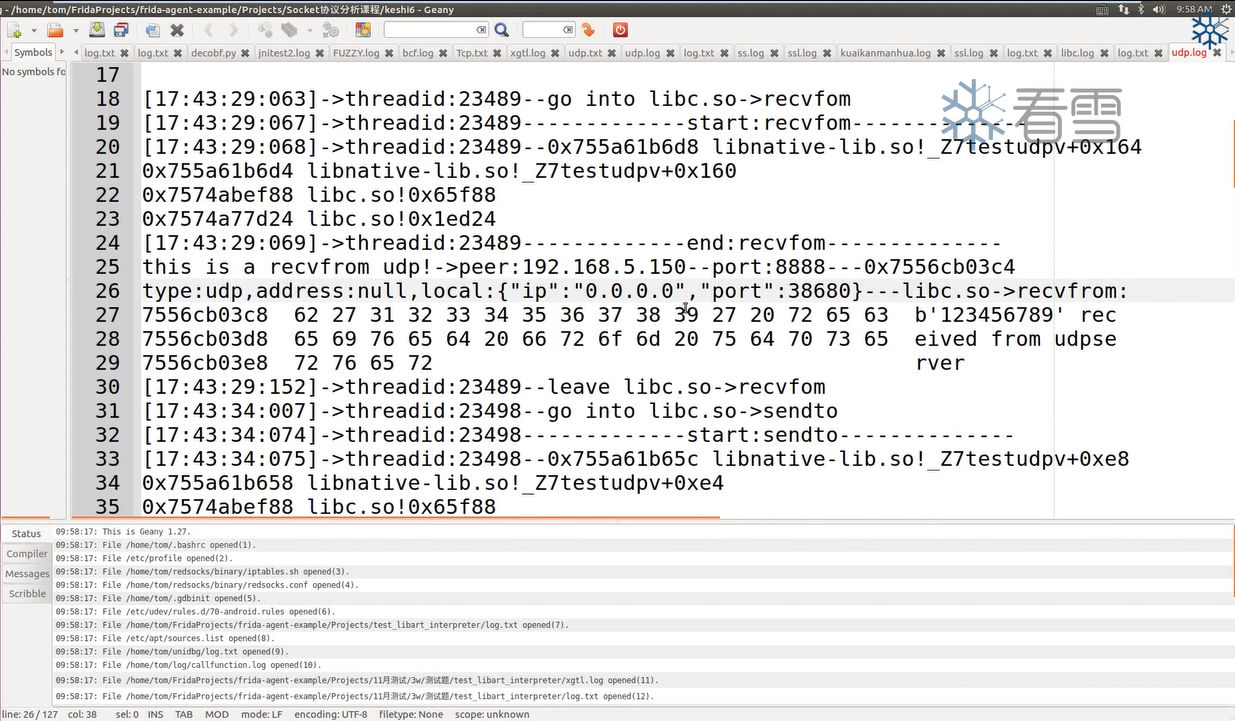 - /home/tom/FridaProjects/frida-agent-example/Projects/Socket协议分析课程/keshi6 - Geany
9:58 AM
Symbols
log.txt log.txt decobf.py jnitest2.log FUZZY.log bcf.log Tcp.txt xgtl.log udp.txt udp.log log.txt ss.log ssl.log kuaikanmanhua.log ssl.log log.txt libc.log log.txt udp.log
No symbols fo
看雪
17
18 [17:43:29:063]->threadid:23489--go into libc.so->recvfom
19 [17:43:29:067]->threadid:23489-------------start:recvfom--------------
20 [17:43:29:068]->threadid:23489--0x755a61b6d8 libnative-lib.so!_Z7testudpv+0x164
21 0x755a61b6d4 libnative-lib.so!_Z7testudpv+0x160
22 0x7574abef88 libc.so!0x65f88
23 0x7574a77d24 libc.so!0x1ed24
24 [17:43:29:069]->threadid:23489-------------end:recvfom--------------
25 this is a recvfrom udp!->peer:192.168.5.150--port:8888---0x7556cb03c4
26 type:udp,address:null,local:{"ip":"0.0.0.0","port":38680}---libc.so->recvfrom:
27 7556cb03c8  62 27 31 32 33 34 35 36 37 38 39 27 20 72 65 63  b'123456789' rec
28 7556cb03d8  65 69 76 65 64 20 66 72 6f 6d 20 75 64 70 73 65  eived from udpse
29 7556cb03e8  72 76 65 72                                      rver
30 [17:43:29:152]->threadid:23489--leave libc.so->recvfom
31 [17:43:34:007]->threadid:23498--go into libc.so->sendto
32 [17:43:34:074]->threadid:23498-------------start:sendto--------------
33 [17:43:34:075]->threadid:23498--0x755a61b65c libnative-lib.so!_Z7testudpv+0xe8
34 0x755a61b658 libnative-lib.so!_Z7testudpv+0xe4
35 0x7574abef88 libc.so!0x65f88
Status
Compiler
Messages
Scribble
09:58:17: This is Geany 1.27.
09:58:17: File /home/tom/.bashrc opened(1).
09:58:17: File /etc/profile opened(2).
09:58:17: File /home/tom/redsocks/binary/iptables.sh opened(3).
09:58:17: File /home/tom/redsocks/binary/redsocks.conf opened(4).
09:58:17: File /home/tom/.gdbinit opened(5).
09:58:17: File /etc/udev/rules.d/70-android.rules opened(6).
09:58:17: File /home/tom/FridaProjects/frida-agent-example/Projects/test_libart_interpreter/log.txt opened(7).
09:58:17: File /etc/apt/sources.list opened(8).
09:58:17: File /home/tom/unidbg/log.txt opened(9).
09:58:17: File /home/tom/log/callfunction.log opened(10).
09:58:17: File /home/tom/FridaProjects/frida-agent-example/Projects/11月测试/3w/测试题/test_libart_interpreter/xgtl.log opened(11).
09:58:17: File /home/tom/FridaProjects/frida-agent-example/Projects/11月测试/3w/测试题/test_libart_interpreter/log.txt opened(12).
line: 26 / 127 col: 38 sel: 0 INS TAB MOD mode: LF encoding: UTF-8 filetype: None scope: unknown